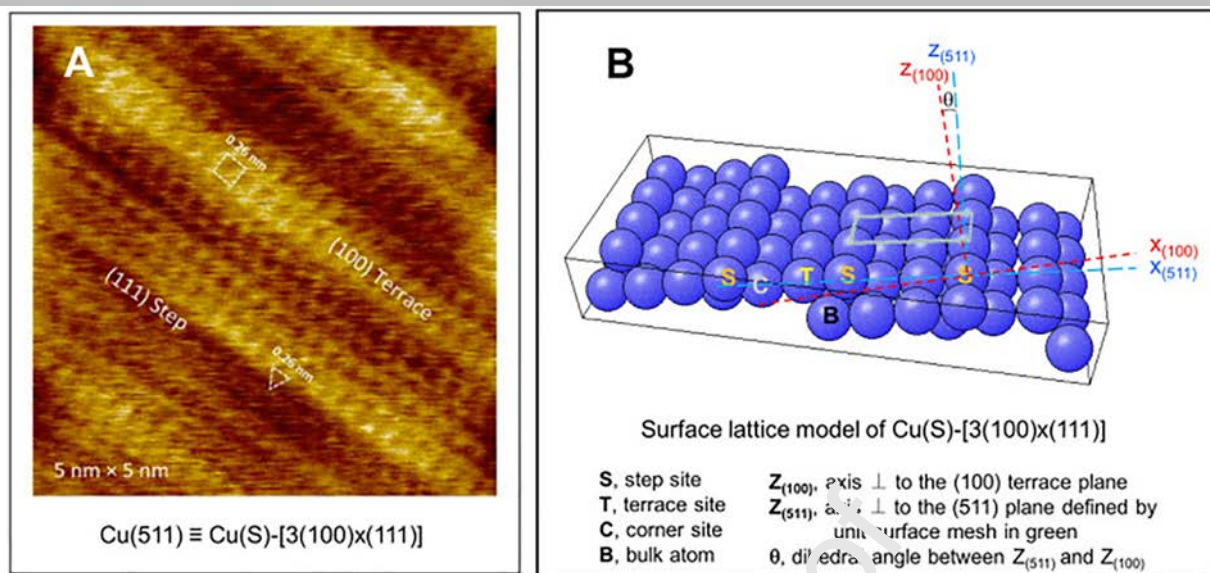 A
0.26 nm
(100) Terrace
(111) Step
0.26 nm
5 nm × 5 nm
Cu(511) ≡ Cu(S)-[3(100)x(111)]
B
Z(511)
Z(100)
θ
X(100)
X(511)
S C T S S
B
Surface lattice model of Cu(S)-[3(100)x(111)]
S, step site
T, terrace site
C, corner site
B, bulk atom
Z(100), axis ⊥ to the (100) terrace plane
Z(511), axis ⊥ to the (511) plane defined by
unit surface mesh in green
θ, dihedral angle between Z(511) and Z(100)